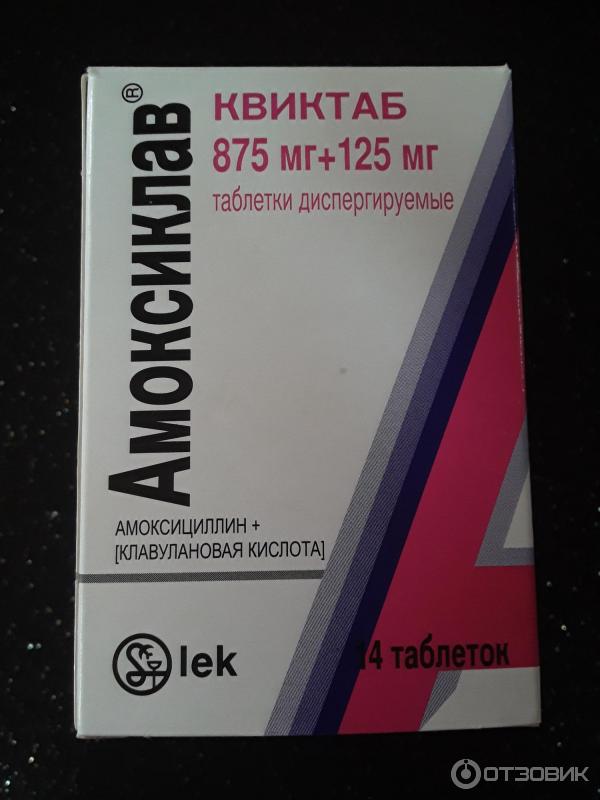 Амоксиклав®
КВИКТАБ
875 мг+125 мг
таблетки диспергируемые
АМОКСИЦИЛЛИН +
[КЛАВУЛАНОВАЯ КИСЛОТА]
lek
14 таблеток
ОТЗОВИК